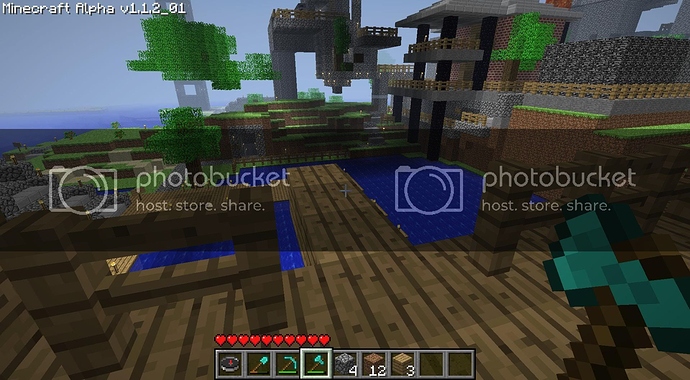 Minecraft Alpha v1.1.2_01
photobucket photobucket
host. store. share. host. store. share.
4 12 3